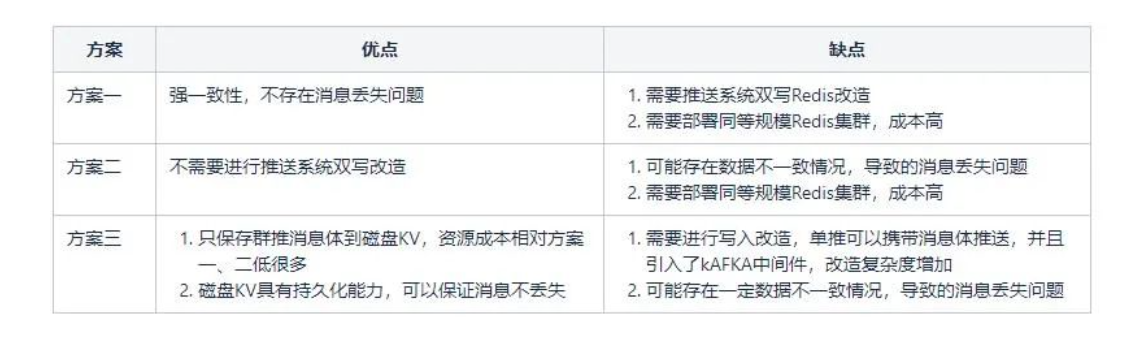 方案 优点 缺点
方案一 强一致性，不存在消息丢失问题 1. 需要推送系统双写Redis改造
2. 需要部署同等规模Redis集群，成本高
方案二 不需要进行推送系统双写改造 1. 可能存在数据不一致情况，导致的消息丢失问题
2. 需要部署同等规模Redis集群，成本高
方案三 1. 只保存群推消息体到磁盘KV，资源成本相对方案
一、二低很多
2. 磁盘KV具有持久化能力，可以保证消息不丢失
1. 需要进行写入改造，单推可以携带消息体推送，并且
引入了kAFKA中间件，改造复杂度增加
2. 可能存在一定数据不一致情况，导致的消息丢失问题